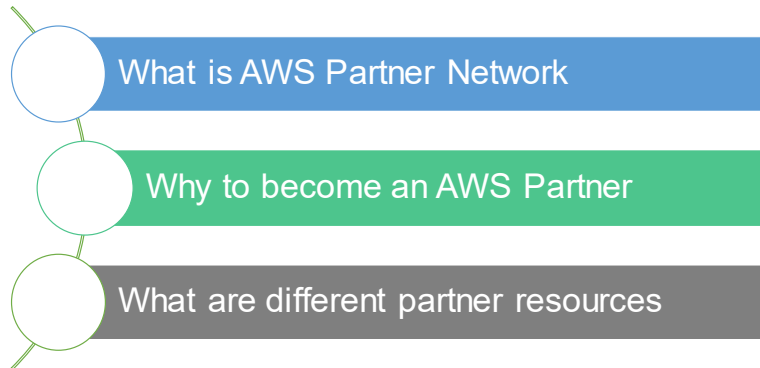 What is AWS Partner Network
Why to become an AWS Partner
What are different partner resources